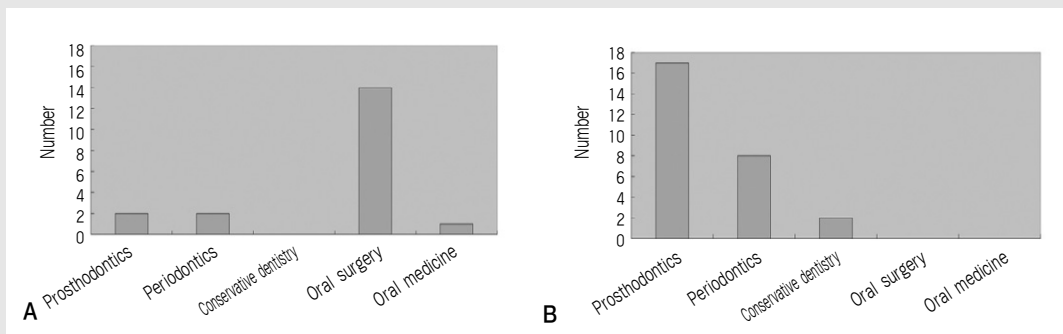 Number
18
16
14
12
10
8
6
4
2
0
Prosthodontics
Periodontics
Conservative dentistry
Oral surgery
Oral medicine
A
Number
18
16
14
12
10
8
6
4
2
0
Prosthodontics
Periodontics
Conservative dentistry
Oral surgery
Oral medicine
B